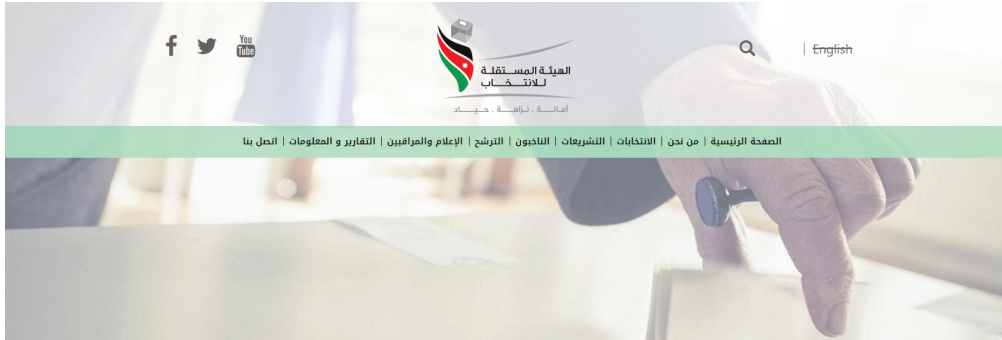 You Tube
English |
الهيئة المستقلة
للانتخاب
أمانة . نزاهة . حياد
الصفحة الرئيسية | من نحن | الانتخابات | التشريعات | الناخبون | الترشح | الإعلام والمراقبين | التقارير و المعلومات | اتصل بنا